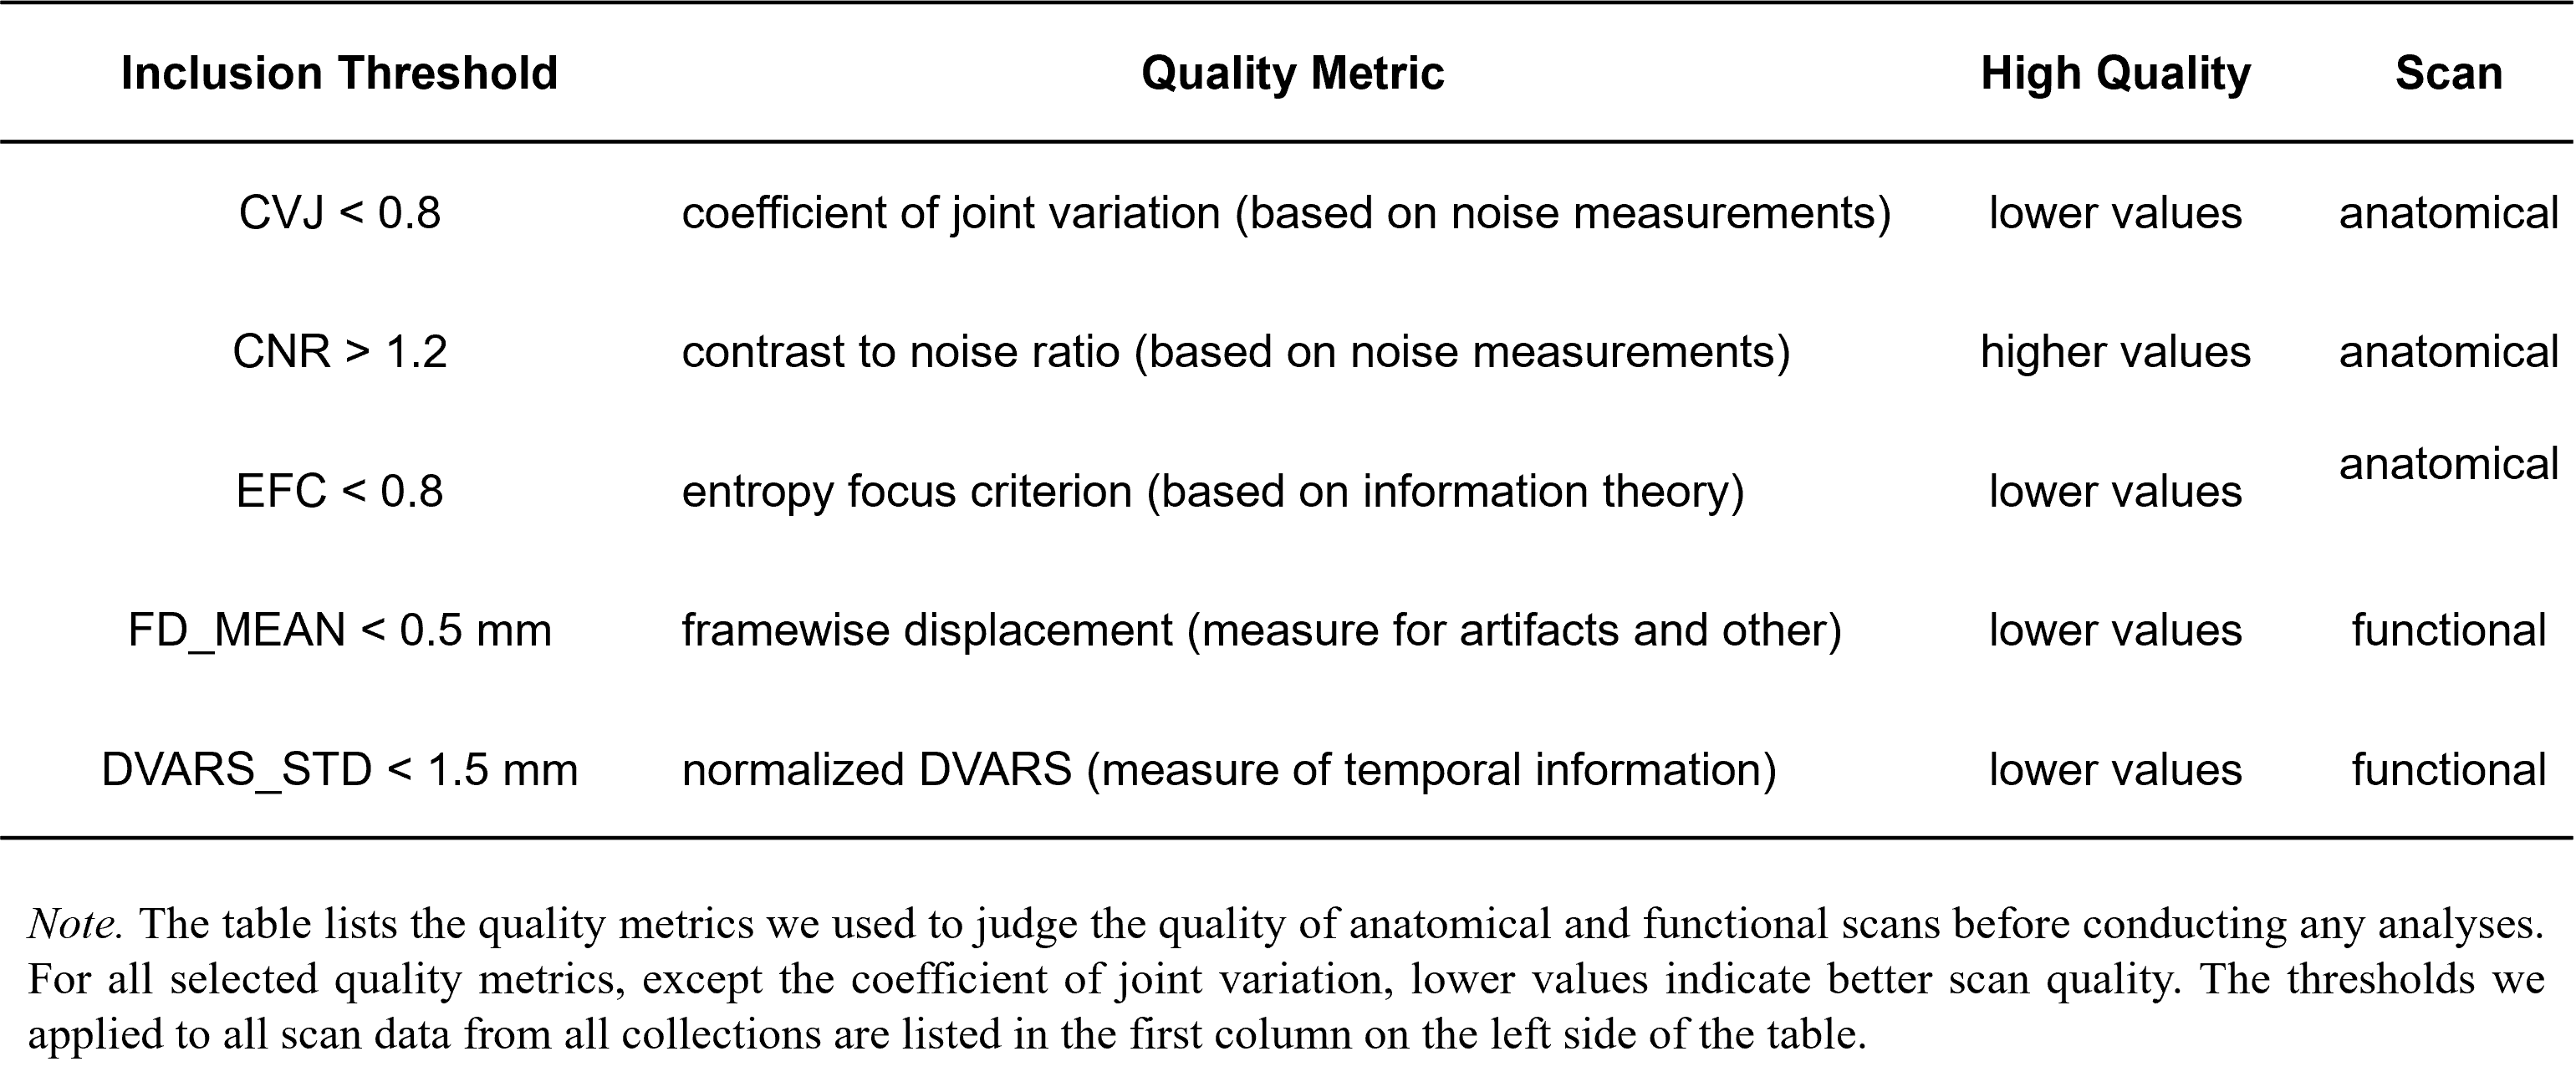 Inclusion Threshold Quality Metric High Quality Scan
CVJ < 0.8 coefficient of joint variation (based on noise measurements) lower values anatomical
CNR > 1.2 contrast to noise ratio (based on noise measurements) higher values anatomical
EFC < 0.8 entropy focus criterion (based on information theory) lower values anatomical
FD_MEAN < 0.5 mm framewise displacement (measure for artifacts and other) lower values functional
DVARS_STD < 1.5 mm normalized DVARS (measure of temporal information) lower values functional
Note. The table lists the quality metrics we used to judge the quality of anatomical and functional scans before conducting any analyses.
For all selected quality metrics, except the coefficient of joint variation, lower values indicate better scan quality. The thresholds we
applied to all scan data from all collections are listed in the first column on the left side of the table.